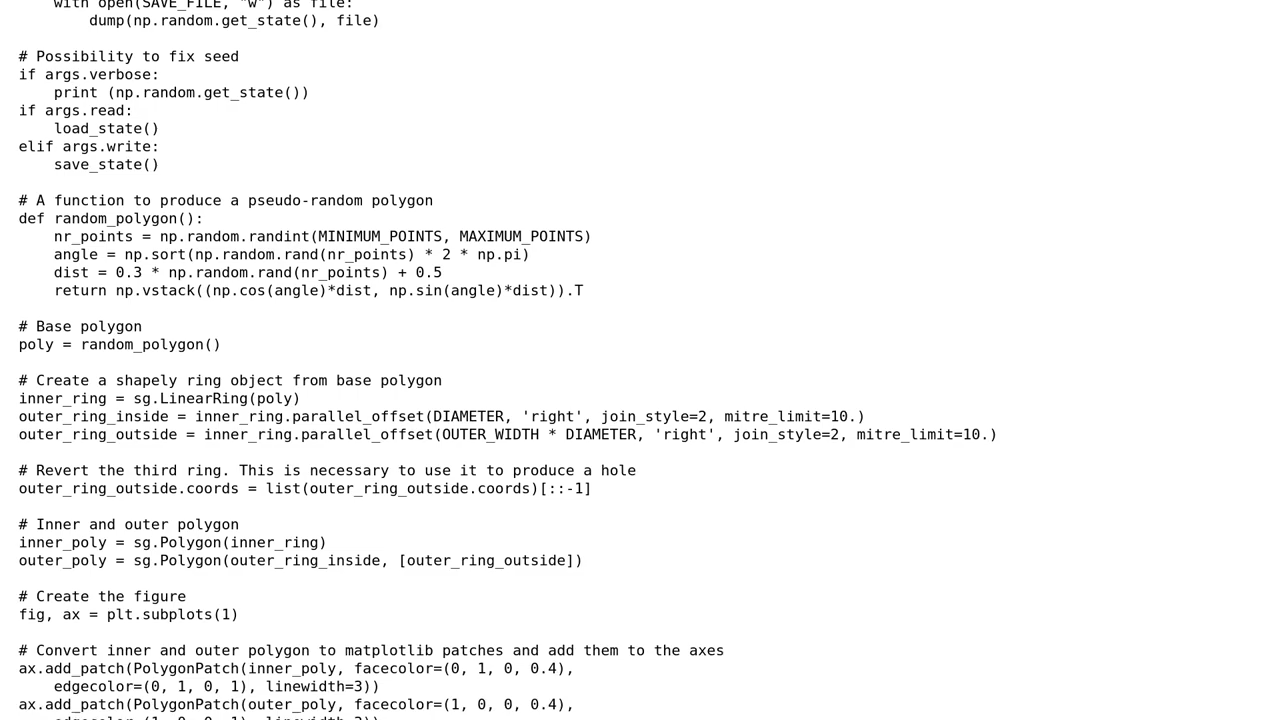 with open(SAVE_FILE, "w") as file:
        dump(np.random.get_state(), file)

# Possibility to fix seed
if args.verbose:
    print (np.random.get_state())
if args.read:
    load_state()
elif args.write:
    save_state()

# A function to produce a pseudo-random polygon
def random_polygon():
    nr_points = np.random.randint(MINIMUM_POINTS, MAXIMUM_POINTS)
    angle = np.sort(np.random.rand(nr_points) * 2 * np.pi)
    dist = 0.3 * np.random.rand(nr_points) + 0.5
    return np.vstack((np.cos(angle)*dist, np.sin(angle)*dist)).T

# Base polygon
poly = random_polygon()

# Create a shapely ring object from base polygon
inner_ring = sg.LinearRing(poly)
outer_ring_inside = inner_ring.parallel_offset(DIAMETER, 'right', join_style=2, mitre_limit=10.)
outer_ring_outside = inner_ring.parallel_offset(OUTER_WIDTH * DIAMETER, 'right', join_style=2, mitre_limit=10.)

# Revert the third ring. This is necessary to use it to produce a hole
outer_ring_outside.coords = list(outer_ring_outside.coords)[::-1]

# Inner and outer polygon
inner_poly = sg.Polygon(inner_ring)
outer_poly = sg.Polygon(outer_ring_inside, [outer_ring_outside])

# Create the figure
fig, ax = plt.subplots(1)

# Convert inner and outer polygon to matplotlib patches and add them to the axes
ax.add_patch(PolygonPatch(inner_poly, facecolor=(0, 1, 0, 0.4),
    edgecolor=(0, 1, 0, 1), linewidth=3))
ax.add_patch(PolygonPatch(outer_poly, facecolor=(1, 0, 0, 0.4),
    edgecolor=(1, 0, 0, 1), linewidth=3))